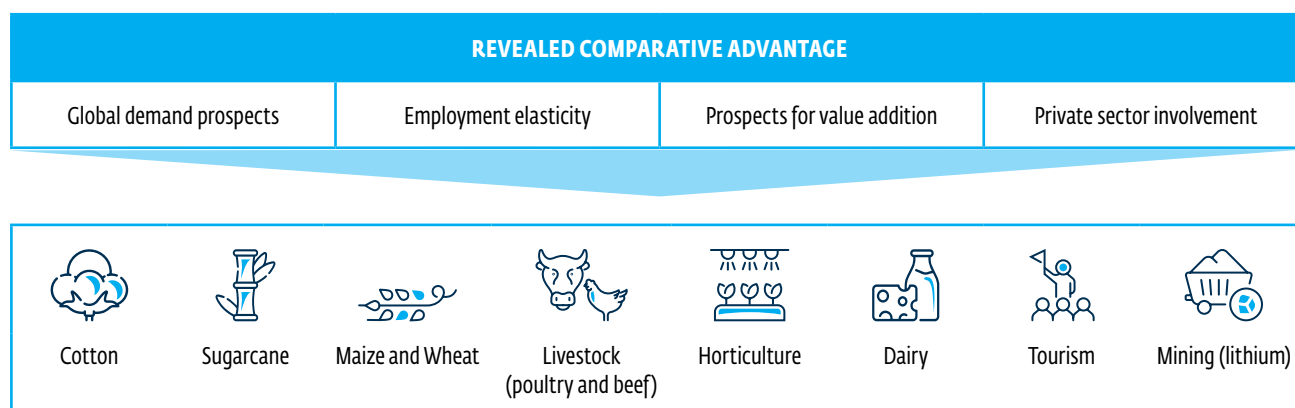 REVEALED COMPARATIVE ADVANTAGE
Global demand prospects
Employment elasticity
Prospects for value addition
Private sector involvement
Cotton
Sugarcane
Maize and Wheat
Livestock
(poultry and beef)
Horticulture
Dairy
Tourism
Mining (lithium)